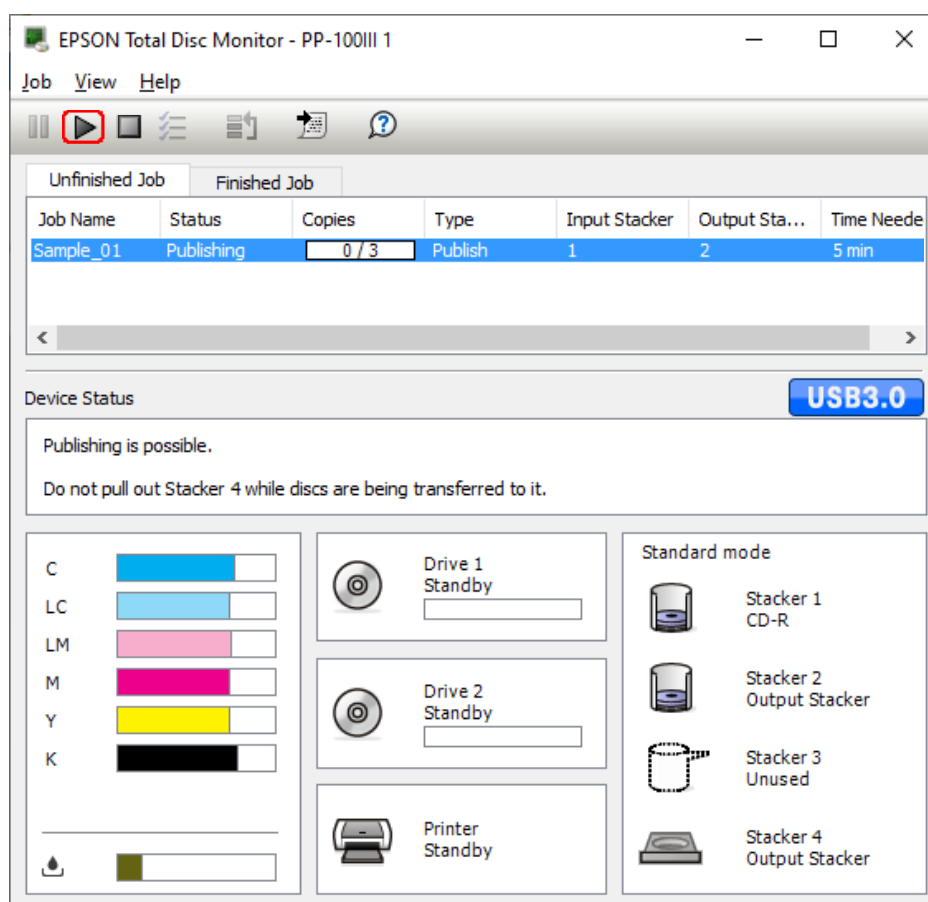 EPSON Total Disc Monitor - PP-100III 1
Job View Help
Unfinished Job Finished Job
Job Name Status Copies Type Input Stacker Output Sta... Time Neede
Sample_01 Publishing 0 / 3 Publish 1 2 5 min
Device Status USB3.0
Publishing is possible.
Do not pull out Stacker 4 while discs are being transferred to it.
C
LC
LM
M
Y
K
Drive 1
Standby
Drive 2
Standby
Printer
Standby
Standard mode
Stacker 1
CD-R
Stacker 2
Output Stacker
Stacker 3
Unused
Stacker 4
Output Stacker